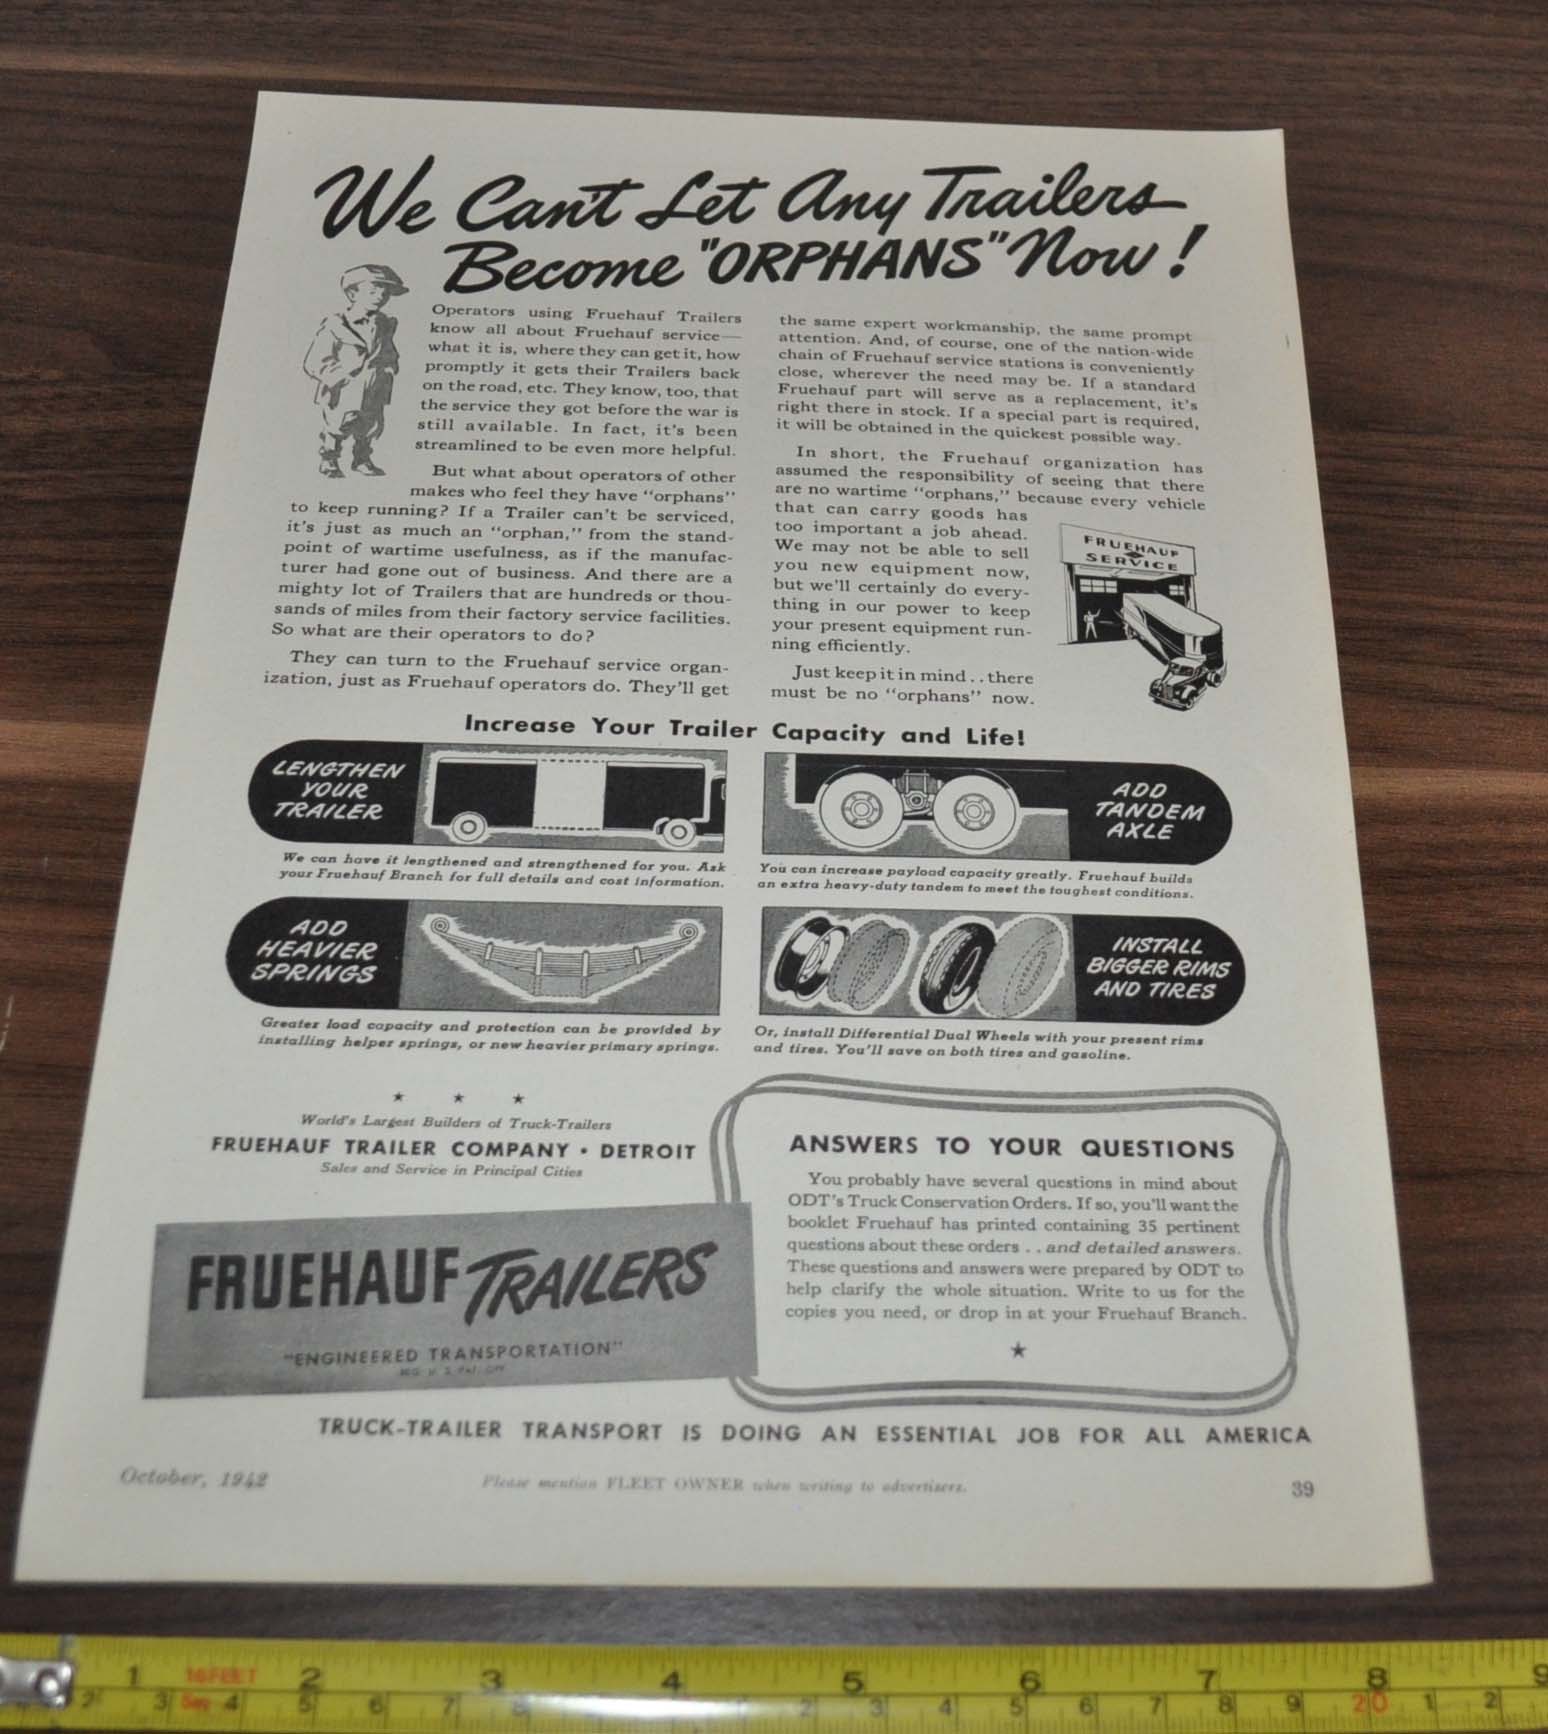 We Can't Let Any Trailers
Become "ORPHANS" Now!
Operators using Fruehauf Trailers
know all about Fruehauf service—
what it is, where they can get it, how
promptly it gets their Trailers back
on the road, etc. They know, too, that
the service they got before the war is
still available. In fact, it's been
streamlined to be even more helpful.
But what about operators of other
makes who feel they have "orphans"
to keep running? If a Trailer can't be serviced,
it's just as much an "orphan," from the stand-
point of wartime usefulness, as if the manufac-
turer had gone out of business. And there are a
mighty lot of Trailers that are hundreds or thou-
sands of miles from their factory service facilities.
So what are their operators to do?
They can turn to the Fruehauf service organ-
ization, just as Fruehauf operators do. They'll get
the same expert workmanship, the same prompt
attention. And, of course, one of the nation-wide
chain of Fruehauf service stations is conveniently
close, wherever the need may be. If a standard
Fruehauf part will serve as a replacement, it's
right there in stock. If a special part is required,
it will be obtained in the quickest possible way.
In short, the Fruehauf organization has
assumed the responsibility of seeing that there
are no wartime "orphans," because every vehicle
that can carry goods has
too important a job ahead.
We may not be able to sell
you new equipment now,
but we'll certainly do every-
thing in our power to keep
your present equipment run-
ning efficiently.
Just keep it in mind . . there
must be no "orphans" now.
FRUEHAUF
SERVICE
Increase Your Trailer Capacity and Life!
LENGTHEN
YOUR
TRAILER
We can have it lengthened and strengthened for you. Ask
your Fruehauf Branch for full details and cost information.
ADD
TANDEM
AXLE
You can increase payload capacity greatly. Fruehauf builds
an extra heavy-duty tandem to meet the toughest conditions.
ADD
HEAVIER
SPRINGS
Greater load capacity and protection can be provided by
installing helper springs, or new heavier primary springs.
INSTALL
BIGGER RIMS
AND TIRES
Or, install Differential Dual Wheels with your present rims
and tires. You'll save on both tires and gasoline.
★ ★ ★
World's Largest Builders of Truck-Trailers
FRUEHAUF TRAILER COMPANY • DETROIT
Sales and Service in Principal Cities
FRUEHAUF TRAILERS
"ENGINEERED TRANSPORTATION"
REG. U. S. PAT. OFF.
ANSWERS TO YOUR QUESTIONS
You probably have several questions in mind about
ODT's Truck Conservation Orders. If so, you'll want the
booklet Fruehauf has printed containing 35 pertinent
questions about these orders . . and detailed answers.
These questions and answers were prepared by ODT to
help clarify the whole situation. Write to us for the
copies you need, or drop in at your Fruehauf Branch.
★
TRUCK-TRAILER TRANSPORT IS DOING AN ESSENTIAL JOB FOR ALL AMERICA
October, 1942
Please mention FLEET OWNER when writing to advertisers.
39
1 16FEET 2 3 4 5 6 7 8 9
2 3 5m 4 5 6 7 8 2 3 4 5 6 7 8 9 20 1 2